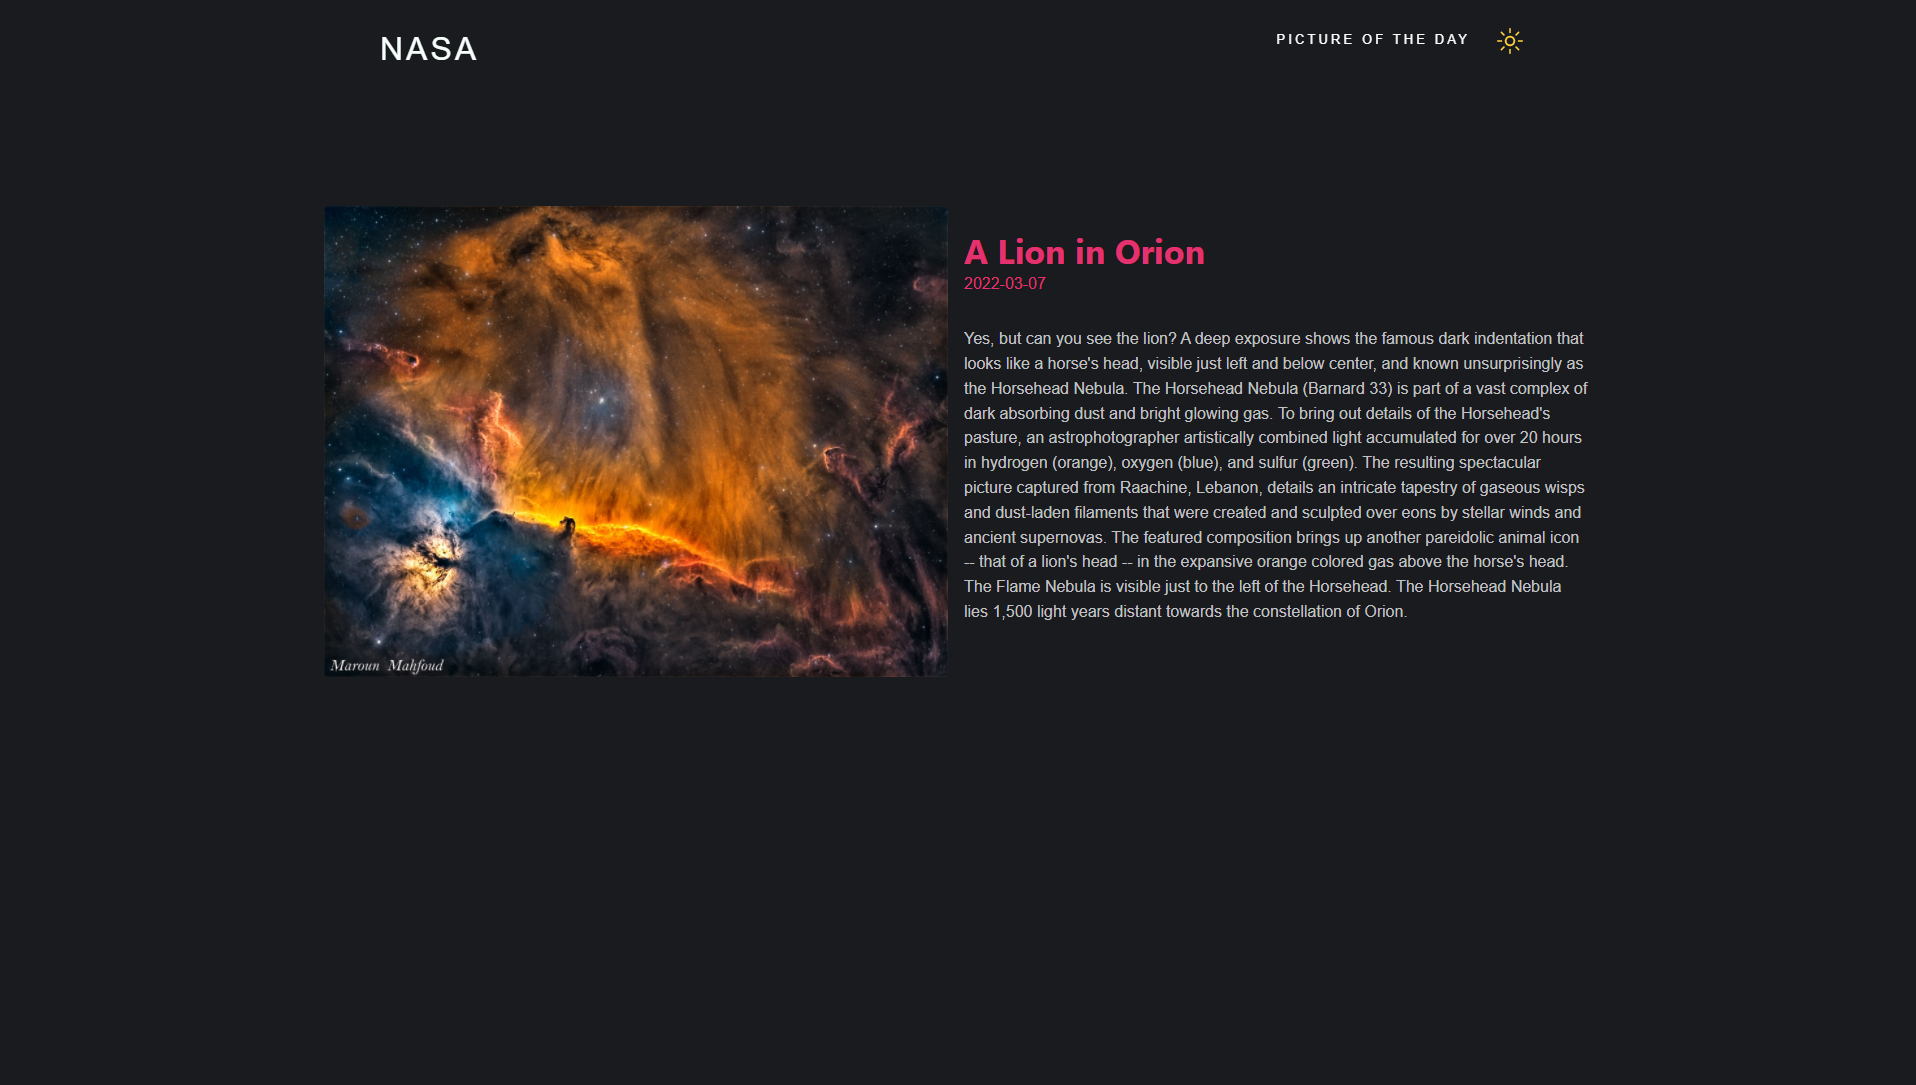 NASA
PICTURE OF THE DAY
Maroun Mahfoud
A Lion in Orion
2022-03-07
Yes, but can you see the lion? A deep exposure shows the famous dark indentation that
looks like a horse's head, visible just left and below center, and known unsurprisingly as
the Horsehead Nebula. The Horsehead Nebula (Barnard 33) is part of a vast complex of
dark absorbing dust and bright glowing gas. To bring out details of the Horsehead's
pasture, an astrophotographer artistically combined light accumulated for over 20 hours
in hydrogen (orange), oxygen (blue), and sulfur (green). The resulting spectacular
picture captured from Raachine, Lebanon, details an intricate tapestry of gaseous wisps
and dust-laden filaments that were created and sculpted over eons by stellar winds and
ancient supernovas. The featured composition brings up another pareidolic animal icon
-- that of a lion's head -- in the expansive orange colored gas above the horse's head.
The Flame Nebula is visible just to the left of the Horsehead. The Horsehead Nebula
lies 1,500 light years distant towards the constellation of Orion.